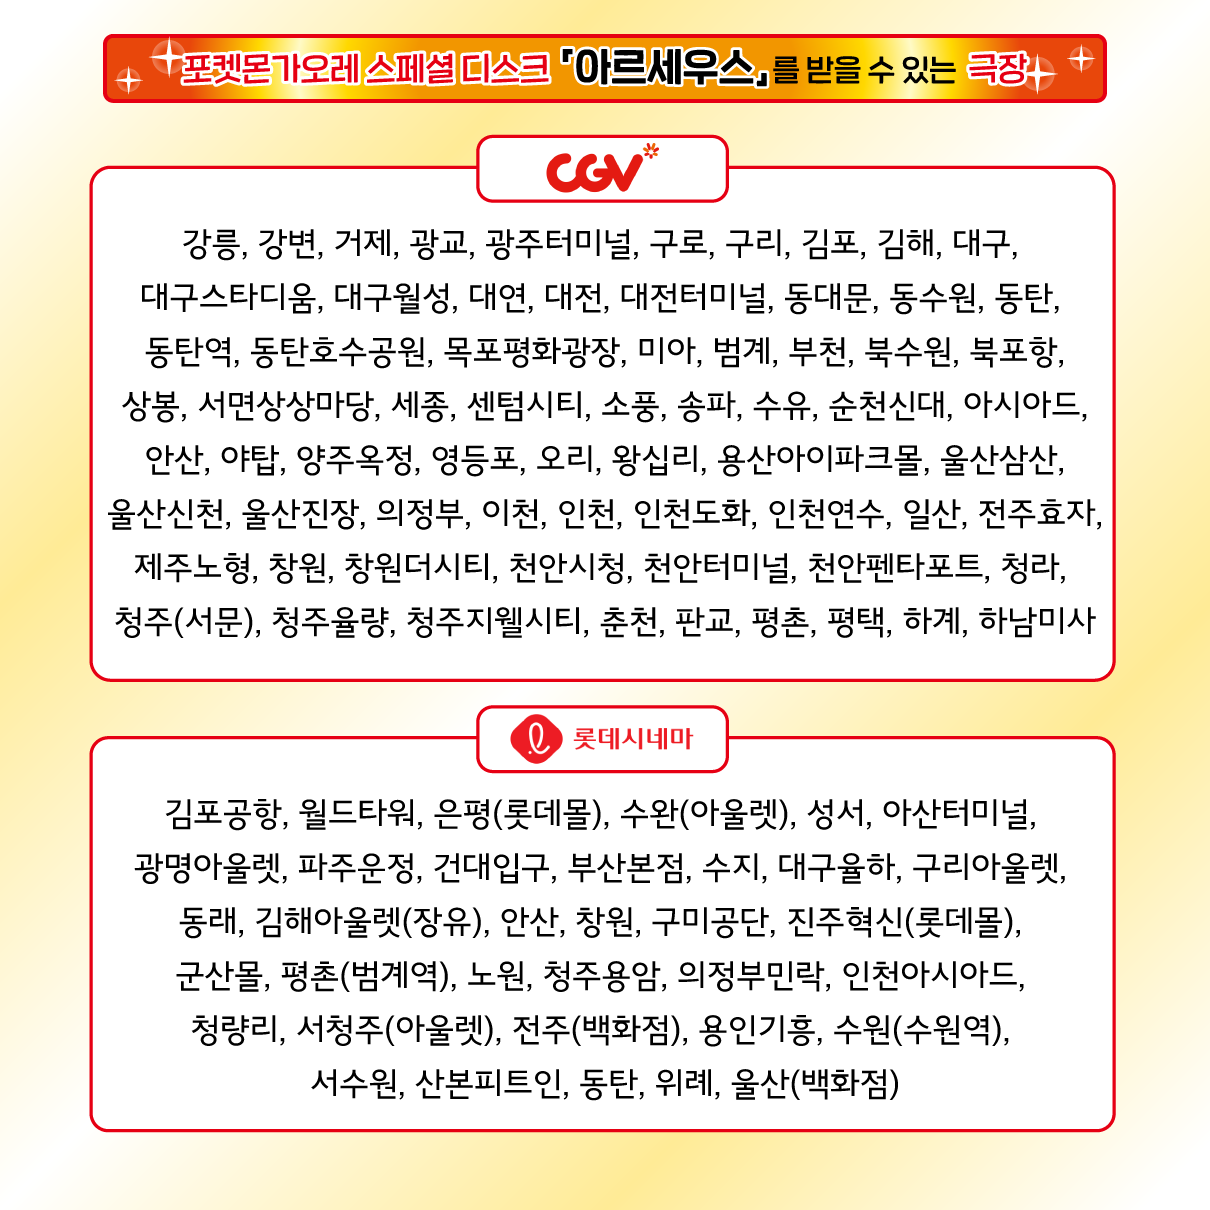 포켓몬가오레 스페셜 디스크 「아르세우스」를 받을 수 있는 극장
CGV
강릉, 강변, 거제, 광교, 광주터미널, 구로, 구리, 김포, 김해, 대구,
대구스타디움, 대구월성, 대연, 대전, 대전터미널, 동대문, 동수원, 동탄,
동탄역, 동탄호수공원, 목포평화광장, 미아, 범계, 부천, 북수원, 북포항,
상봉, 서면상상마당, 세종, 센텀시티, 소풍, 송파, 수유, 순천신대, 아시아드,
안산, 야탑, 양주옥정, 영등포, 오리, 왕십리, 용산아이파크몰, 울산삼산,
울산신천, 울산진장, 의정부, 이천, 인천, 인천도화, 인천연수, 일산, 전주효자,
제주노형, 창원, 창원더시티, 천안시청, 천안터미널, 천안펜타포트, 청라,
청주(서문), 청주율량, 청주지웰시티, 춘천, 판교, 평촌, 평택, 하계, 하남미사
롯데시네마
김포공항, 월드타워, 은평(롯데몰), 수완(아울렛), 성서, 아산터미널,
광명아울렛, 파주운정, 건대입구, 부산본점, 수지, 대구율하, 구리아울렛,
동래, 김해아울렛(장유), 안산, 창원, 구미공단, 진주혁신(롯데몰),
군산몰, 평촌(범계역), 노원, 청주용암, 의정부민락, 인천아시아드,
청량리, 서청주(아울렛), 전주(백화점), 용인기흥, 수원(수원역),
서수원, 산본피트인, 동탄, 위례, 울산(백화점)